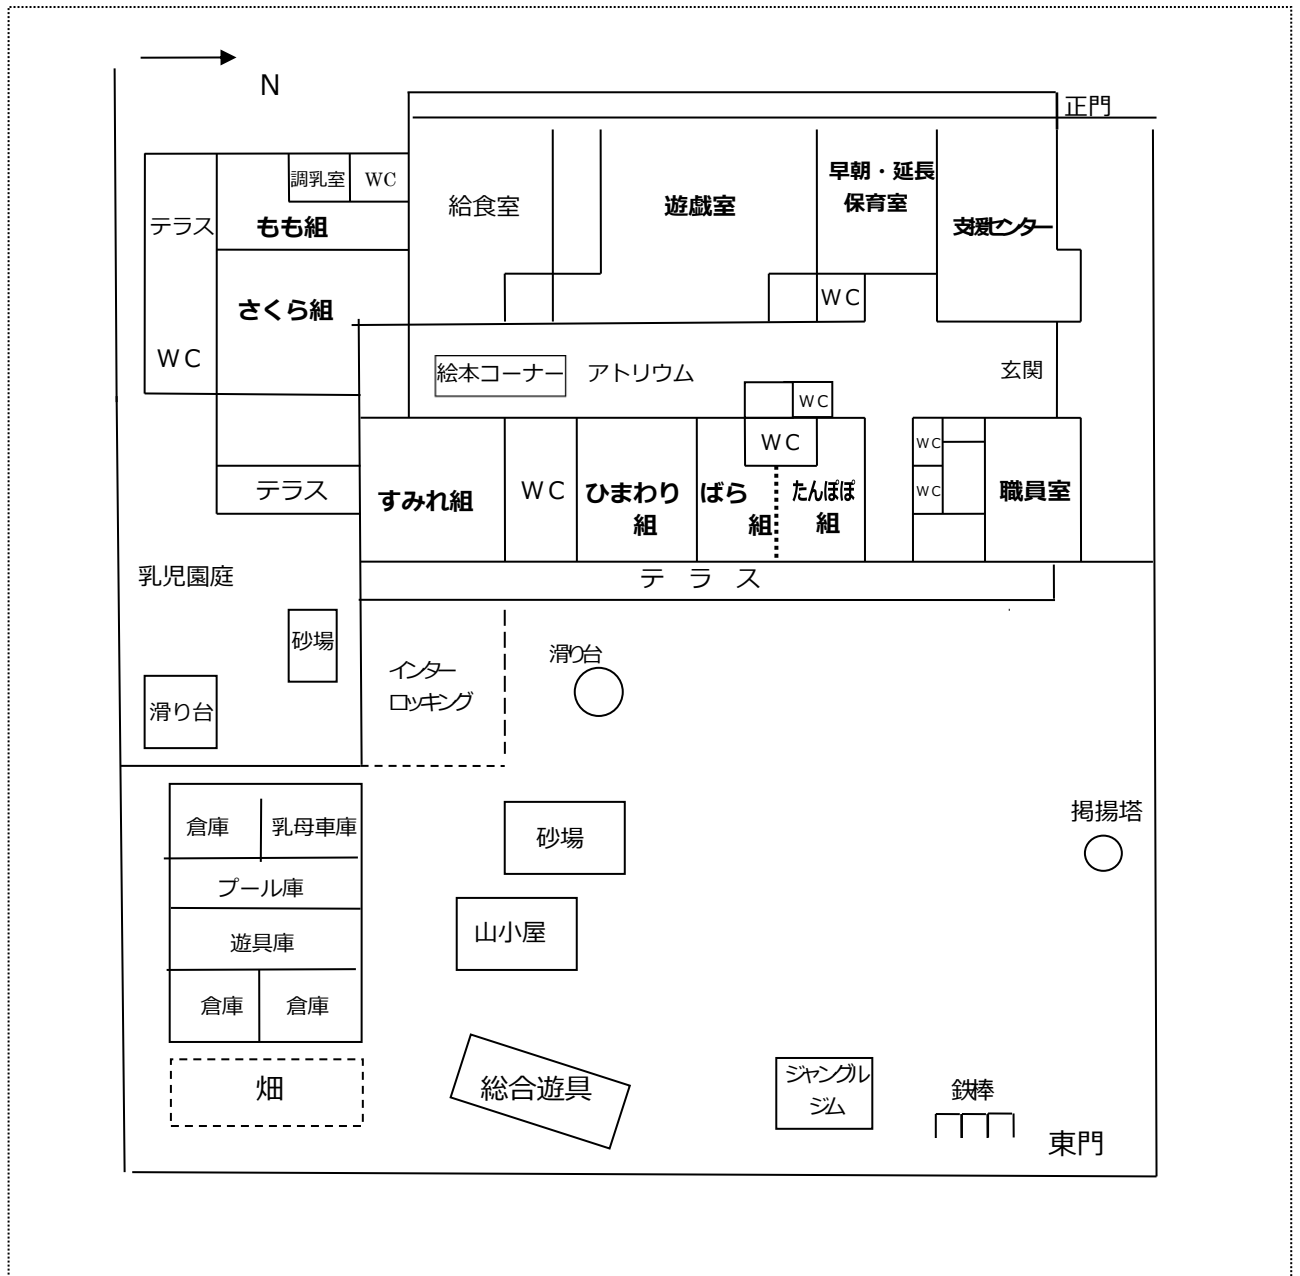 N
正門
調乳室
WC
給食室
遊戯室
早朝・延長
保育室
テラス
もも組
支援センター
さくら組
WC
WC
絵本コーナー
アトリウム
玄関
WC
WC
WC
テラス
すみれ組
WC
ひまわり
組
ばら
組
たんぽぽ
組
WC
職員室
乳児園庭
テラス
砂場
インター
ロッキング
滑り台
滑り台
倉庫
乳母車庫
砂場
掲揚塔
プール庫
遊具庫
山小屋
倉庫
倉庫
畑
総合遊具
ジャングル
ジム
鉄棒
東門